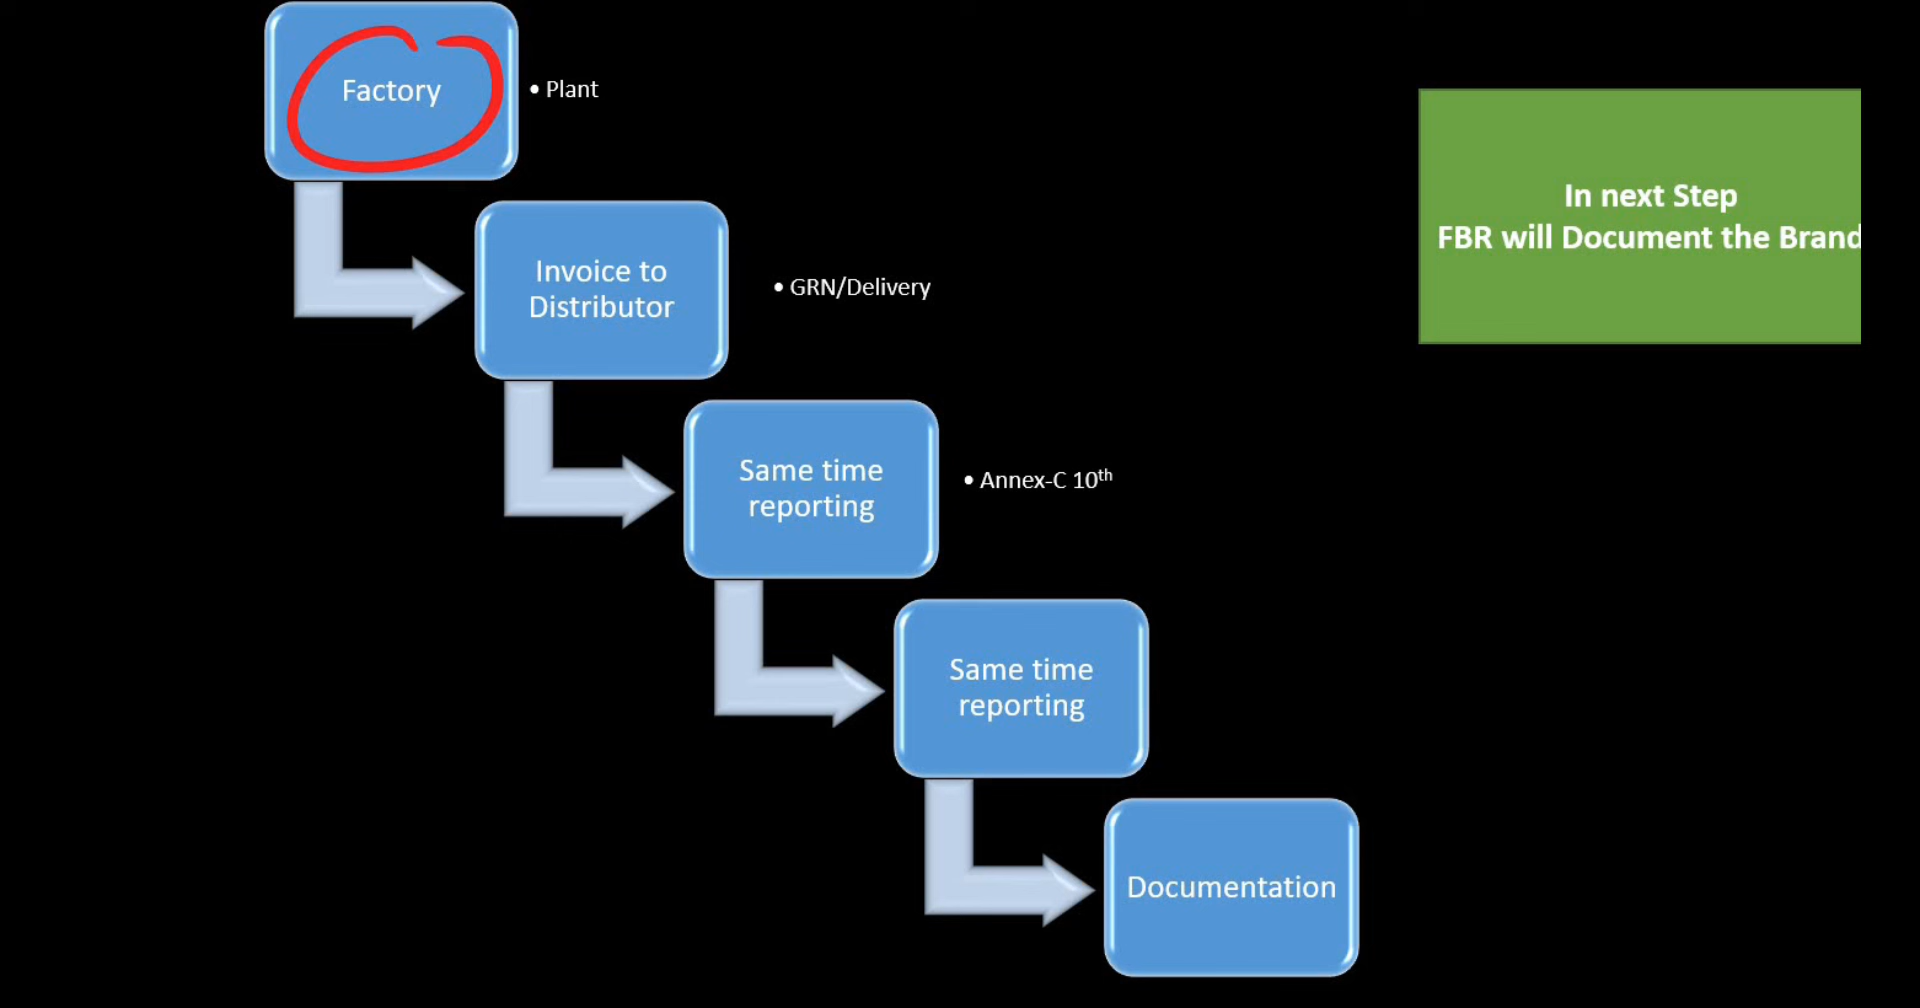 Factory
• Plant
In next Step
FBR will Document the Brand
Invoice to
Distributor
• GRN/Delivery
Same time
reporting
• Annex-C 10th
Same time
reporting
Documentation